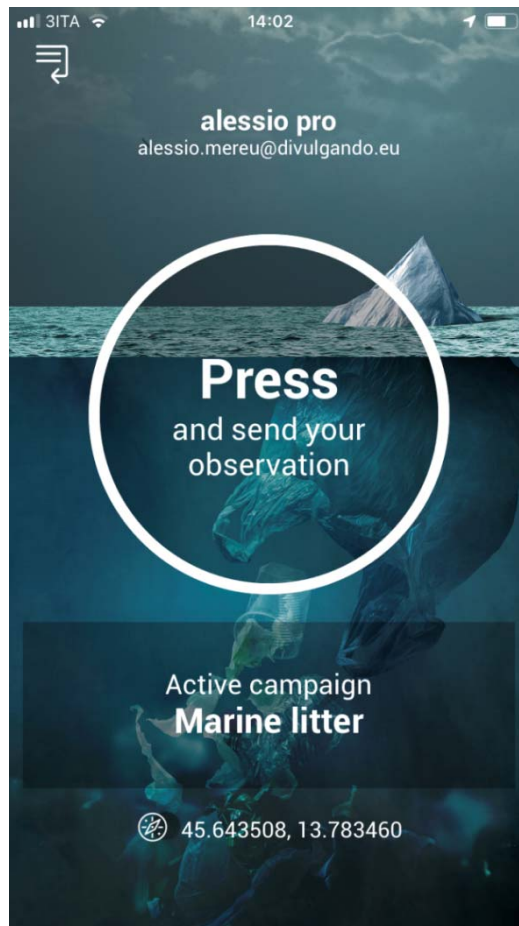 3ITA 14:02
alessio pro
alessio.mereu@divulgando.eu
Press
and send your
observation
Active campaign
Marine litter
45.643508, 13.783460